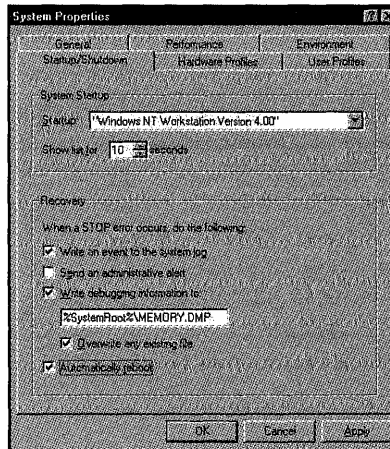 System Properties
General Performance Environment
Startup/Shutdown Hardware Profiles User Profiles
System Startup
Startup: "Windows NT Workstation Version 4.00"
Show list for 10 seconds
Recovery
When a STOP error occurs, do the following:
Write an event to the system log
Send an administrative alert
Write debugging information to:
%SystemRoot%\MEMORY.DMP
Overwrite any existing file
Automatically reboot
OK Cancel Apply